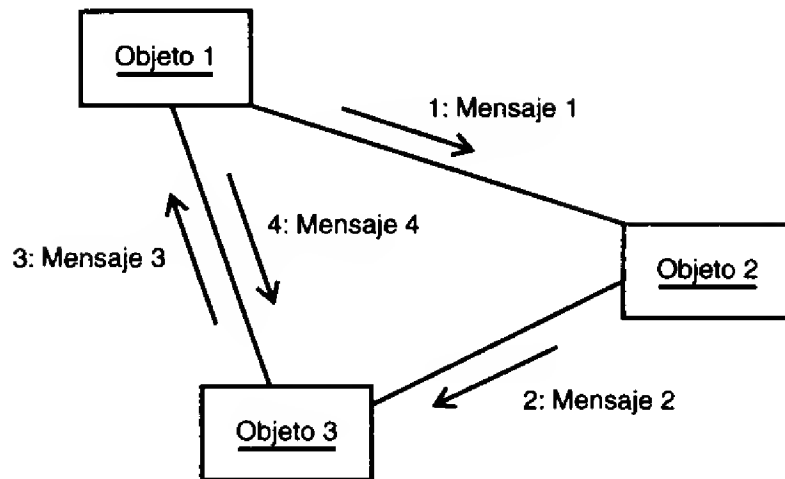 Objeto 1
1: Mensaje 1
4: Mensaje 4
3: Mensaje 3
Objeto 2
2: Mensaje 2
Objeto 3